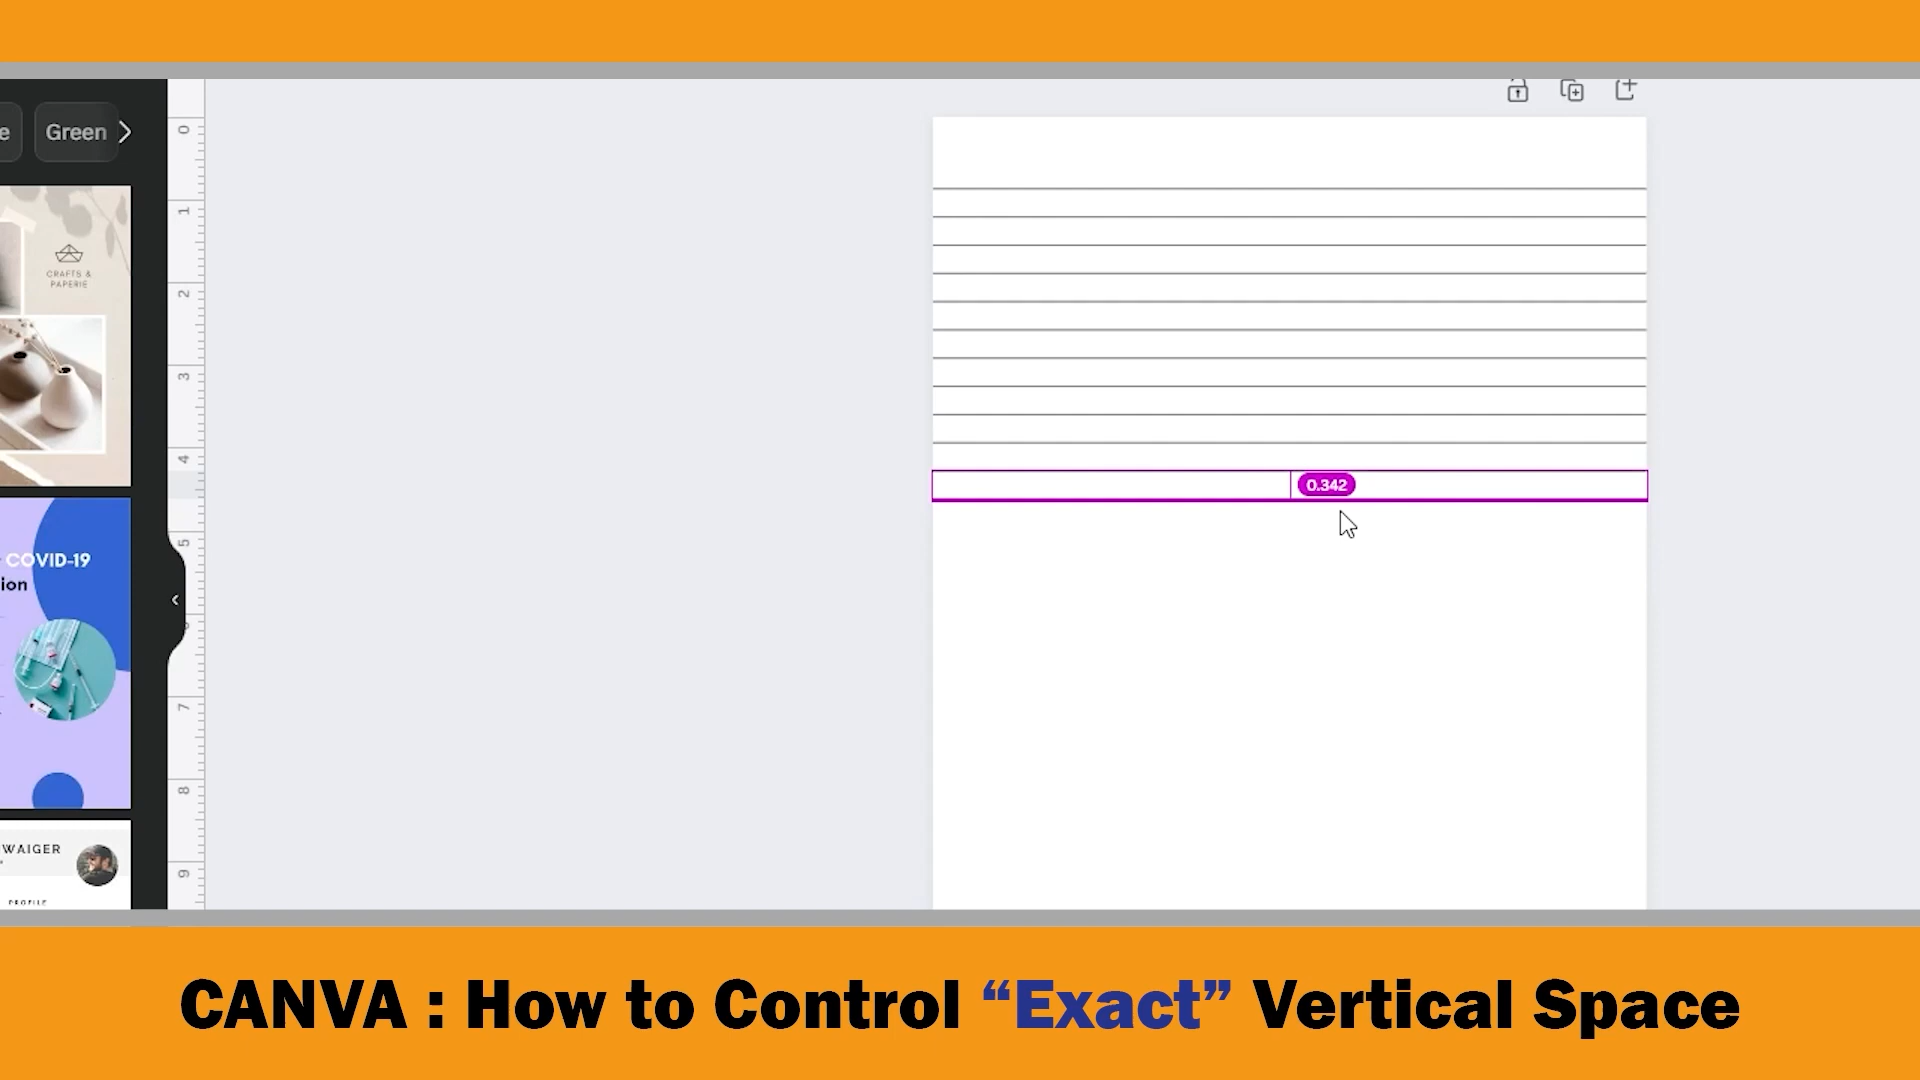 e
Green
CRAFTS &
PAPERIE
COVID-19
ion
WAIGER
PROFILE
0
1
2
3
4
5
7
8
9
0.342
CANVA : How to Control “Exact” Vertical Space